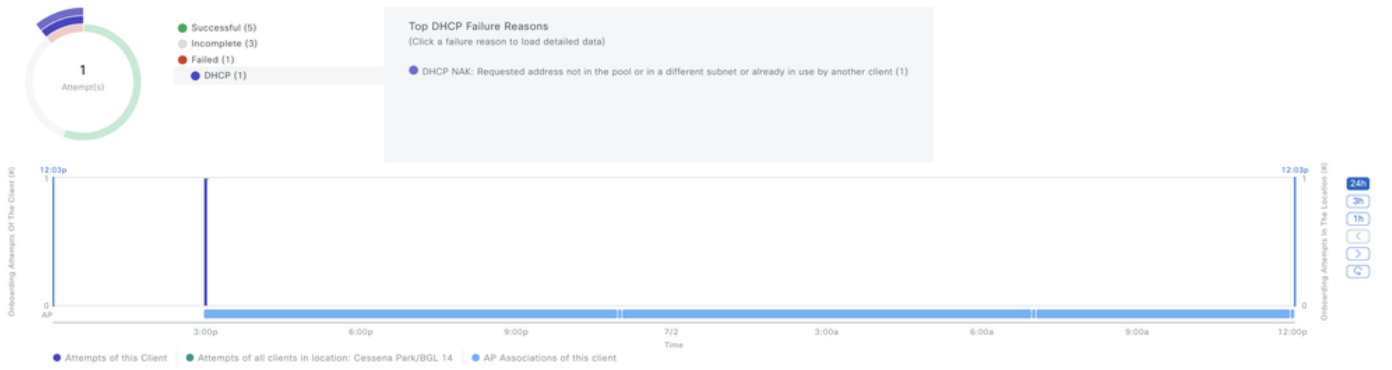 1
Attempt(s)
Successful (5)
Incomplete (3)
Failed (1)
DHCP (1)
Top DHCP Failure Reasons
(Click a failure reason to load detailed data)
DHCP NAK: Requested address not in the pool or in a different subnet or already in use by another client (1)
Onboarding Attempts Of The Client (#)
12:03p
12:03p
1
1
0
0
AP
3:00p
6:00p
9:00p
7/2
3:00a
6:00a
9:00a
12:00p
Time
Onboarding Attempts In The Location (#)
24h
3h
1h
Attempts of this Client
Attempts of all clients in location: Cessena Park/BGL 14
AP Associations of this client